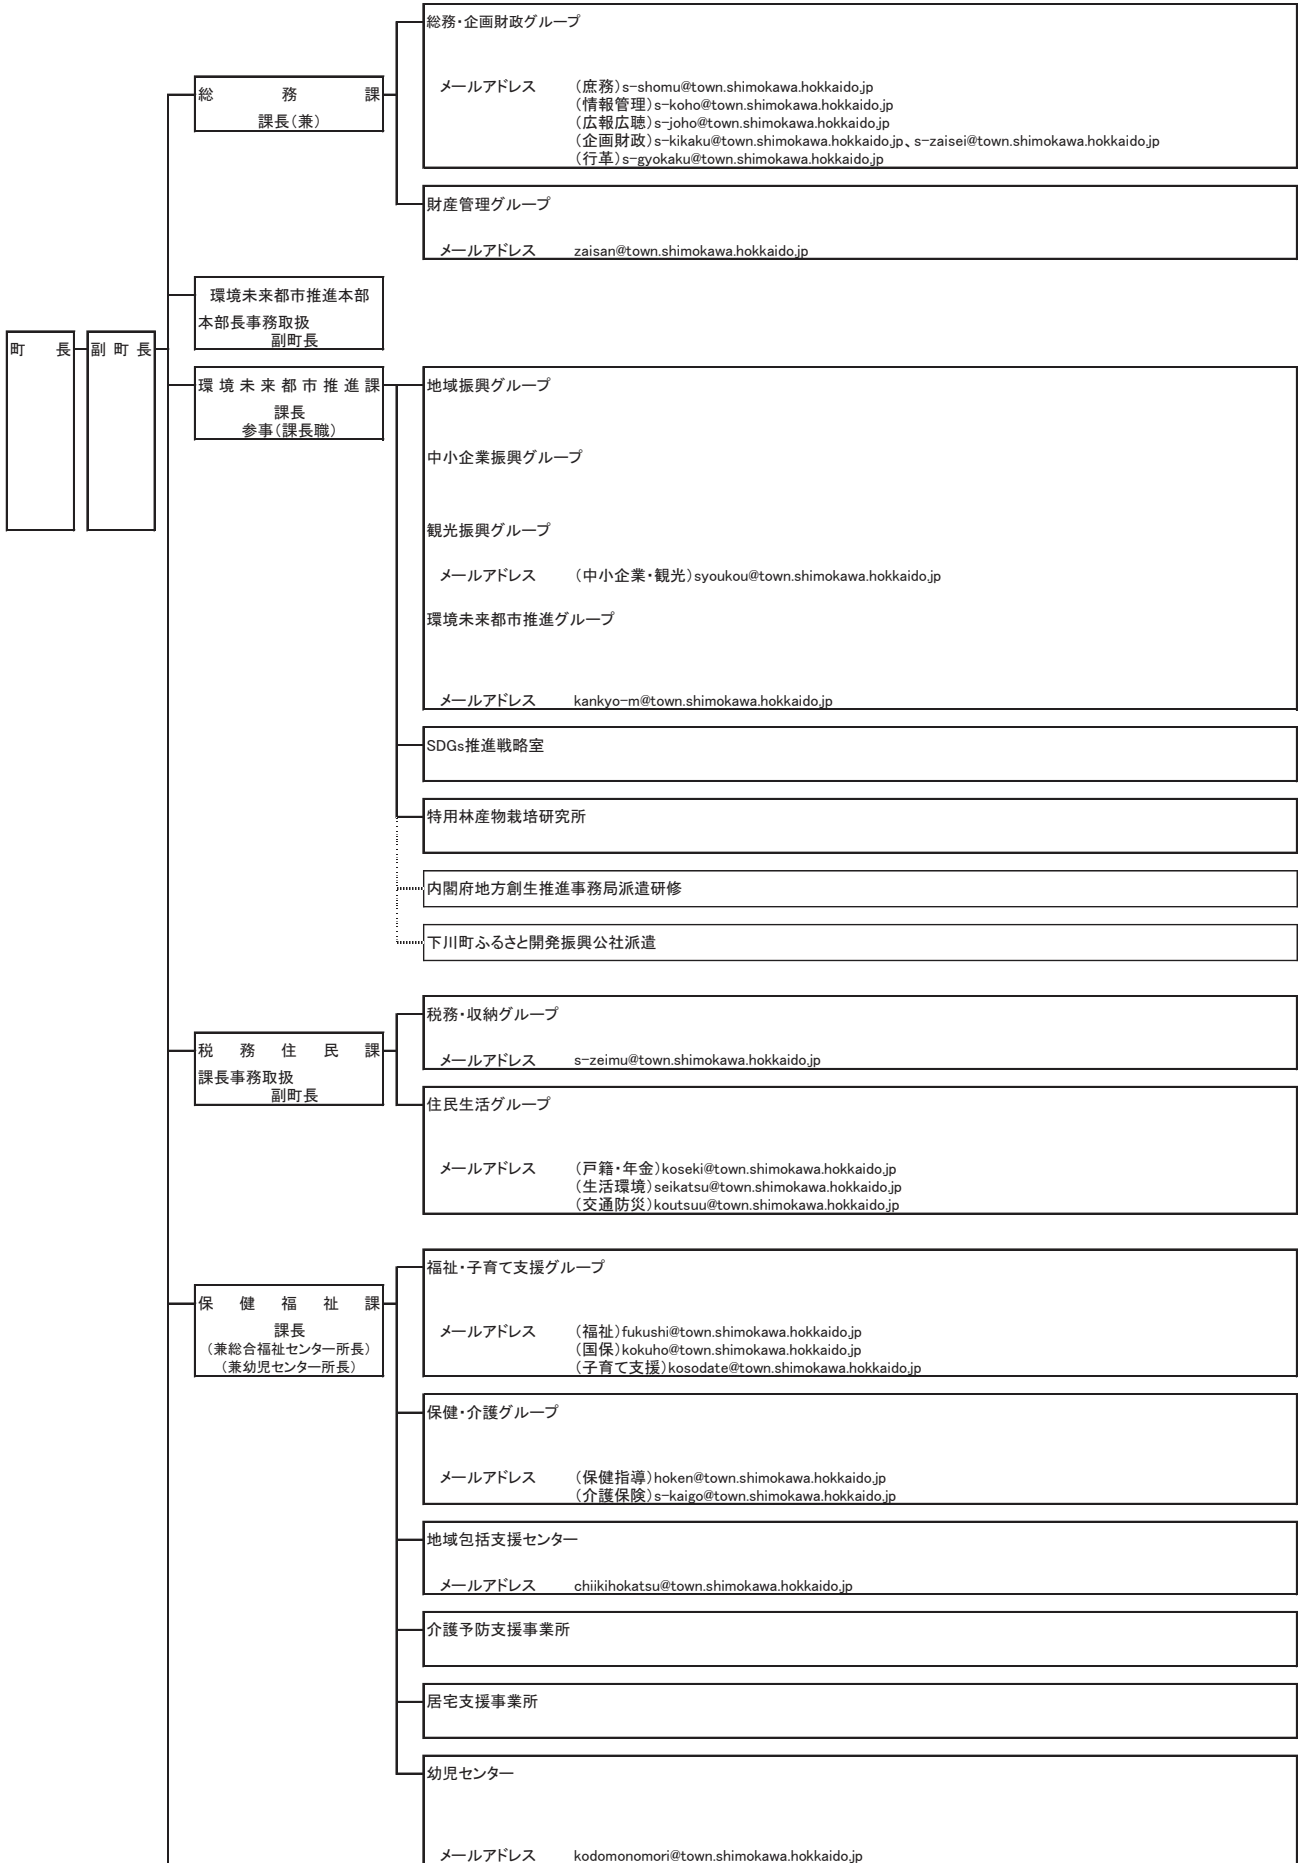 総務・企画財政グループ
総務課
課長(兼)
メールアドレス (庶務)s-shomu@town.shimokawa.hokkaido.jp
(情報管理)s-koho@town.shimokawa.hokkaido.jp
(広報広聴)s-joho@town.shimokawa.hokkaido.jp
(企画財政)s-kikaku@town.shimokawa.hokkaido.jp、s-zaisei@town.shimokawa.hokkaido.jp
(行革)s-gyokaku@town.shimokawa.hokkaido.jp
財産管理グループ
メールアドレス zaisan@town.shimokawa.hokkaido.jp
環境未来都市推進本部
本部長事務取扱
副町長
町長
副町長
環境未来都市推進課
課長
参事(課長職)
地域振興グループ
中小企業振興グループ
観光振興グループ
メールアドレス (中小企業・観光)syoukou@town.shimokawa.hokkaido.jp
環境未来都市推進グループ
メールアドレス kankyo-m@town.shimokawa.hokkaido.jp
SDGs推進戦略室
特用林産物栽培研究所
内閣府地方創生推進事務局派遣研修
下川町ふるさと開発振興公社派遣
税務住民課
課長事務取扱
副町長
税務・収納グループ
メールアドレス s-zeimu@town.shimokawa.hokkaido.jp
住民生活グループ
メールアドレス (戸籍・年金)koseki@town.shimokawa.hokkaido.jp
(生活環境)seikatsu@town.shimokawa.hokkaido.jp
(交通防災)koutsuu@town.shimokawa.hokkaido.jp
保健福祉課
課長
(兼総合福祉センター所長)
(兼幼児センター所長)
福祉・子育て支援グループ
メールアドレス (福祉)fukushi@town.shimokawa.hokkaido.jp
(国保)kokuho@town.shimokawa.hokkaido.jp
(子育て支援)kosodate@town.shimokawa.hokkaido.jp
保健・介護グループ
メールアドレス (保健指導)hoken@town.shimokawa.hokkaido.jp
(介護保険)s-kaigo@town.shimokawa.hokkaido.jp
地域包括支援センター
メールアドレス chiikihokatsu@town.shimokawa.hokkaido.jp
介護予防支援事業所
居宅支援事業所
幼児センター
メールアドレス kodomonomori@town.shimokawa.hokkaido.jp